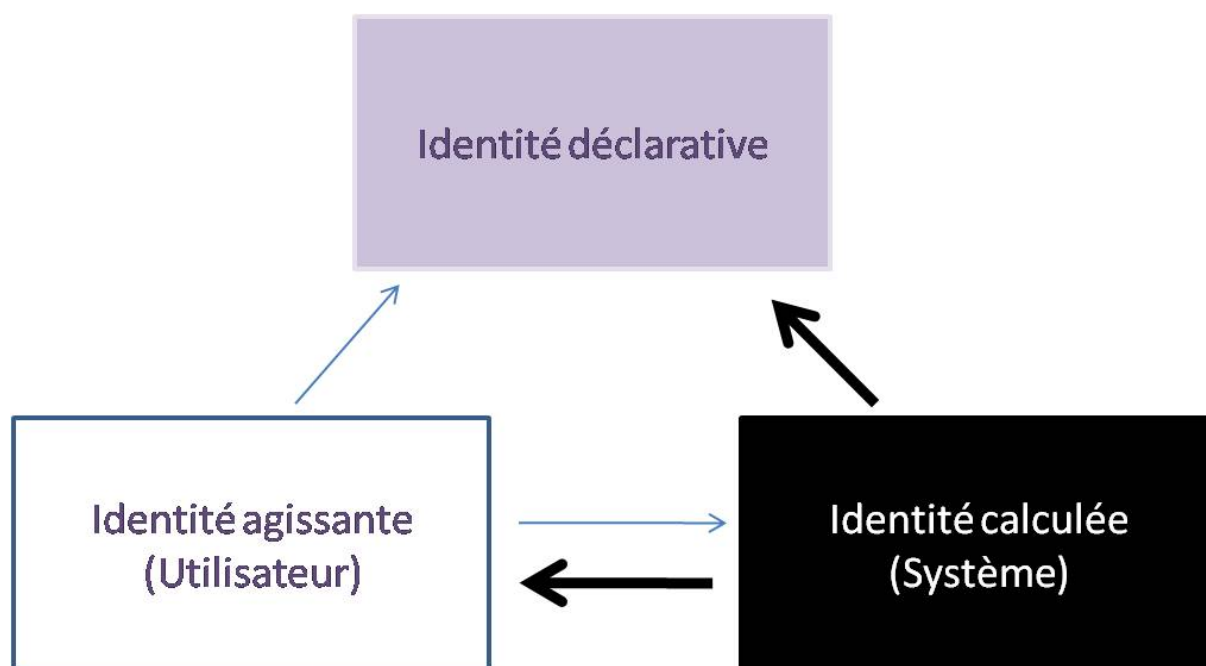 Identité déclarative
Identité agissante
(Utilisateur)
Identité calculée
(Système)